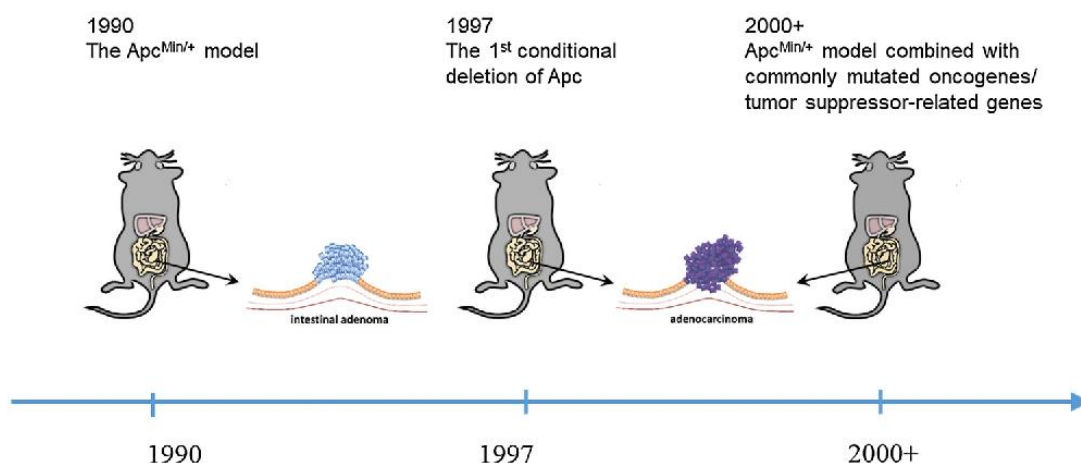 1990
The Apc^Min/+ model
1997
The 1st conditional
deletion of Apc
2000+
Apc^Min/+ model combined with
commonly mutated oncogenes/
tumor suppressor-related genes
intestinal adenoma
adenocarcinoma
1990
1997
2000+